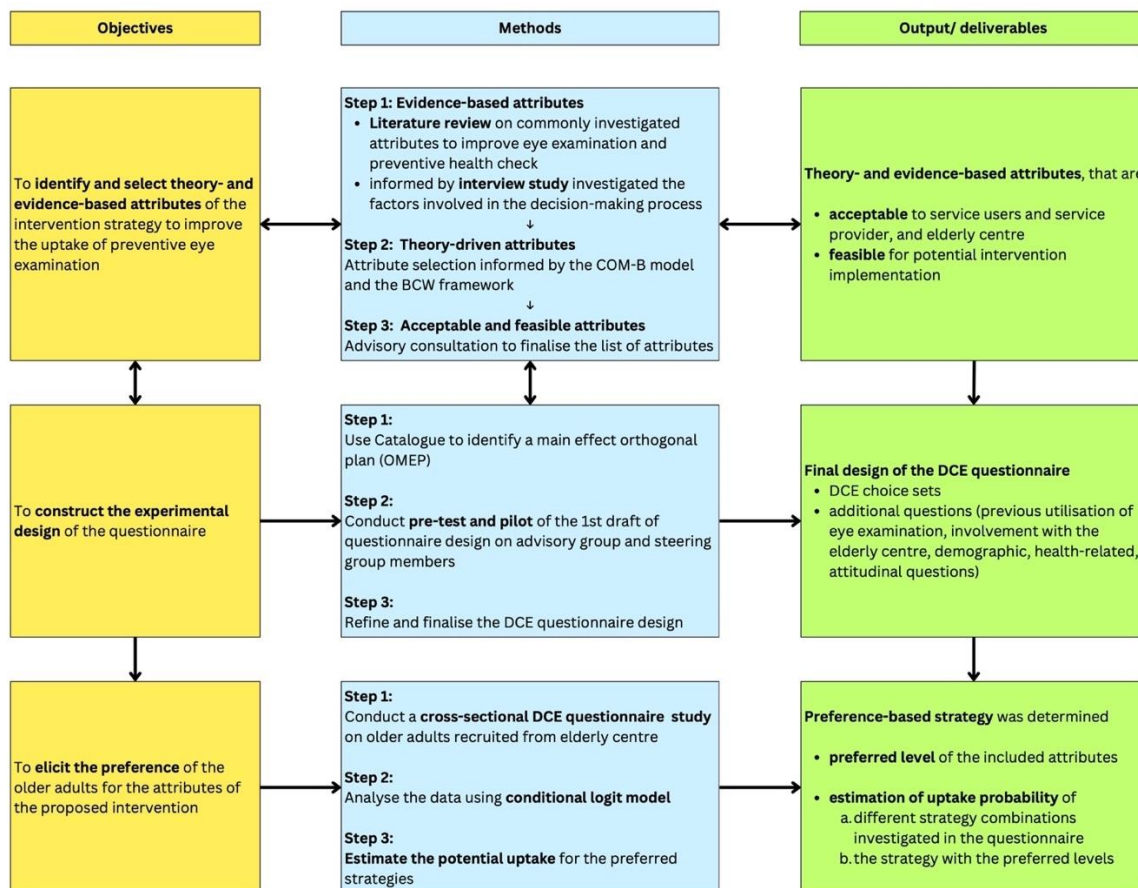 Objectives
Methods
Output/ deliverables
To identify and select theory- and
evidence-based attributes of the
intervention strategy to improve
the uptake of preventive eye
examination
Step 1: Evidence-based attributes
• Literature review on commonly investigated
attributes to improve eye examination and
preventive health check
• informed by interview study investigated the
factors involved in the decision-making process
↓
Step 2: Theory-driven attributes
Attribute selection informed by the COM-B model
and the BCW framework
↓
Step 3: Acceptable and feasible attributes
Advisory consultation to finalise the list of attributes
Theory- and evidence-based attributes, that are
• acceptable to service users and service
provider, and elderly centre
• feasible for potential intervention
implementation
To construct the experimental
design of the questionnaire
Step 1:
Use Catalogue to identify a main effect orthogonal
plan (OMEP)
Step 2:
Conduct pre-test and pilot of the 1st draft of
questionnaire design on advisory group and steering
group members
Step 3:
Refine and finalise the DCE questionnaire design
Final design of the DCE questionnaire
• DCE choice sets
• additional questions (previous utilisation of
eye examination, involvement with the
elderly centre, demographic, health-related,
attitudinal questions)
To elicit the preference of the
older adults for the attributes of
the proposed intervention
Step 1:
Conduct a cross-sectional DCE questionnaire study
on older adults recruited from elderly centre
Step 2:
Analyse the data using conditional logit model
Step 3:
Estimate the potential uptake for the preferred
strategies
Preference-based strategy was determined
• preferred level of the included attributes
• estimation of uptake probability of
a. different strategy combinations
investigated in the questionnaire
b. the strategy with the preferred levels